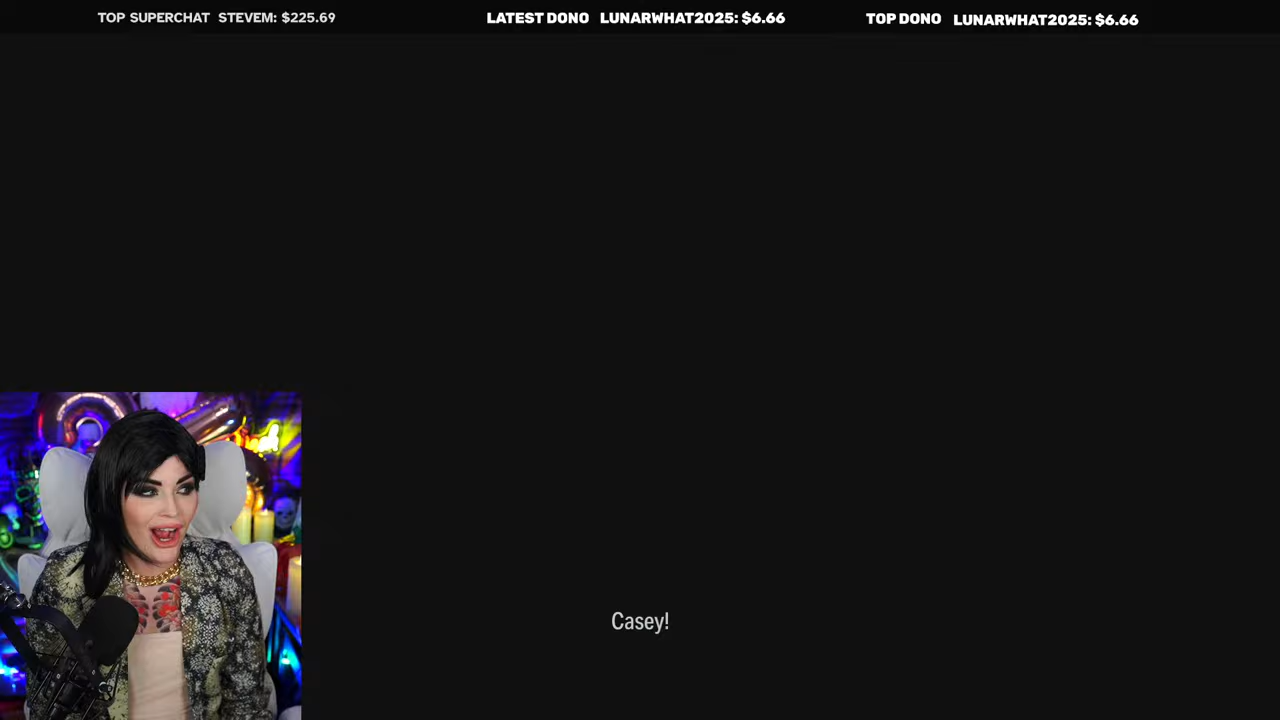 TOP SUPERCHAT STEVEM: $225.69
LATEST DONO LUNARWHAT2025: $6.66
TOP DONO LUNARWHAT2025: $6.66
Casey!